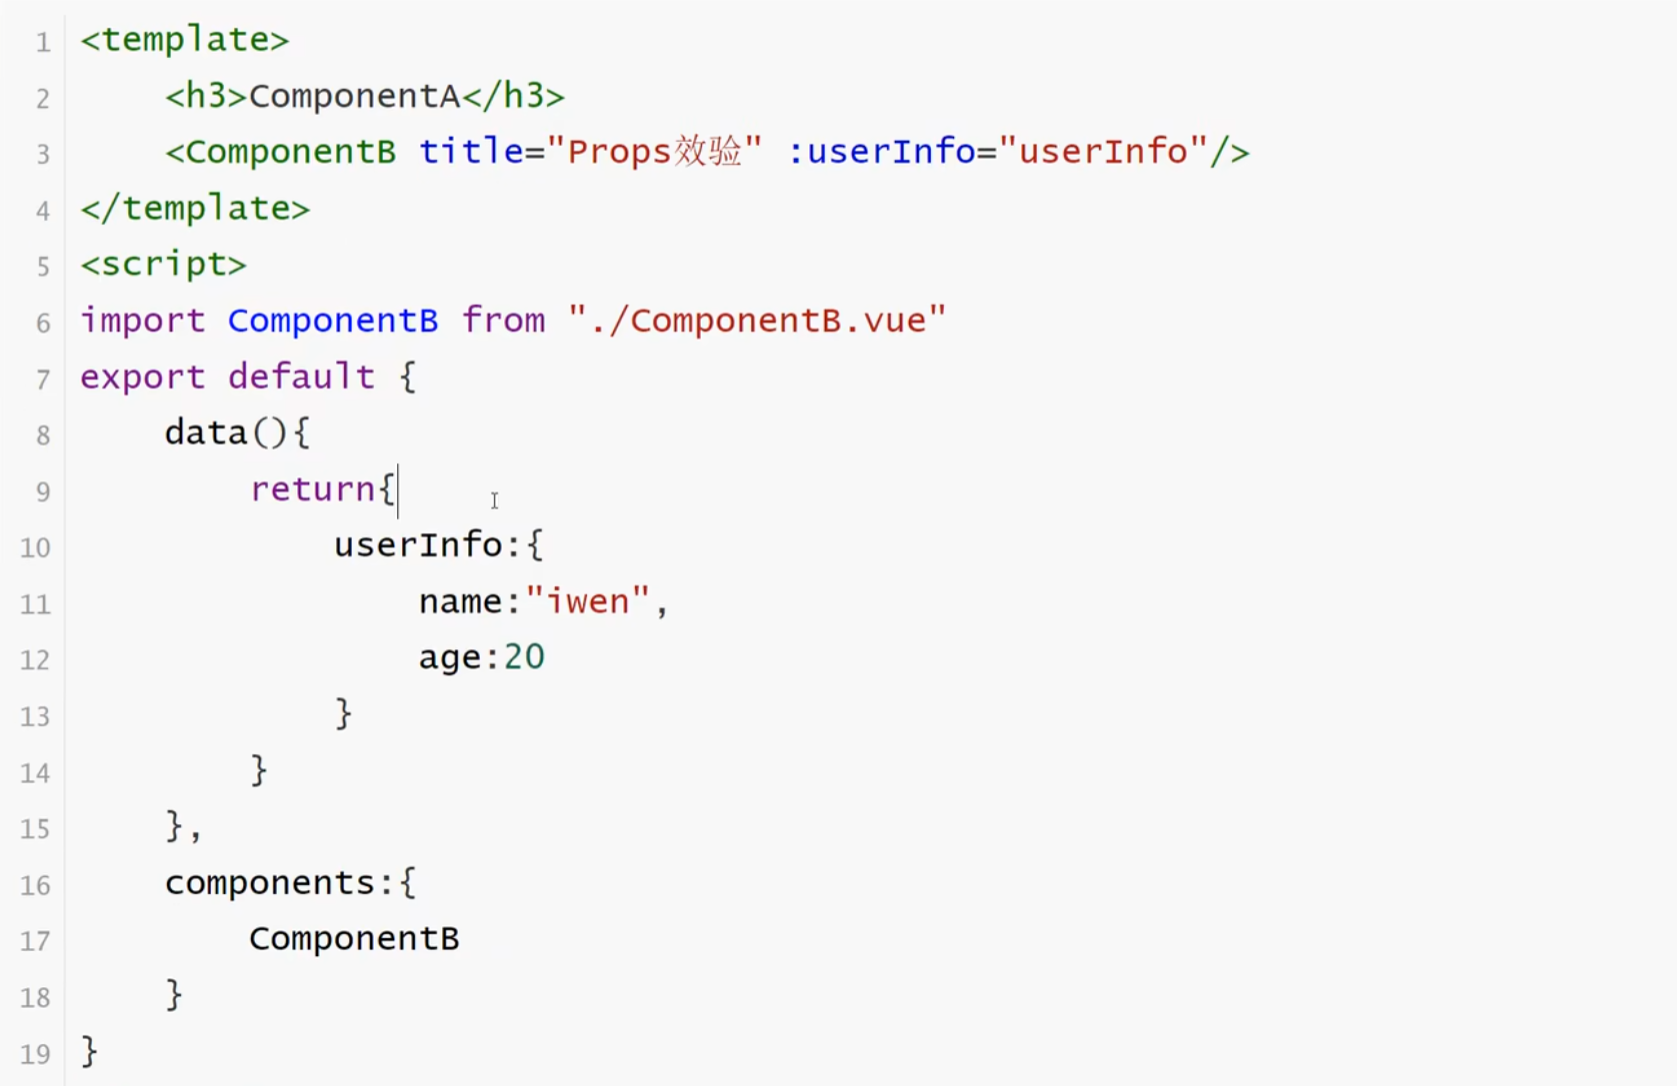 1 <template>
2     <h3>ComponentA</h3>
3     <ComponentB title="Props效验" :userInfo="userInfo"/>
4 </template>
5 <script>
6 import ComponentB from "./ComponentB.vue"
7 export default {
8     data(){
9         return{
10             userInfo:{
11                 name:"iwen",
12                 age:20
13             }
14         }
15     },
16     components:{
17         ComponentB
18     }
19 }